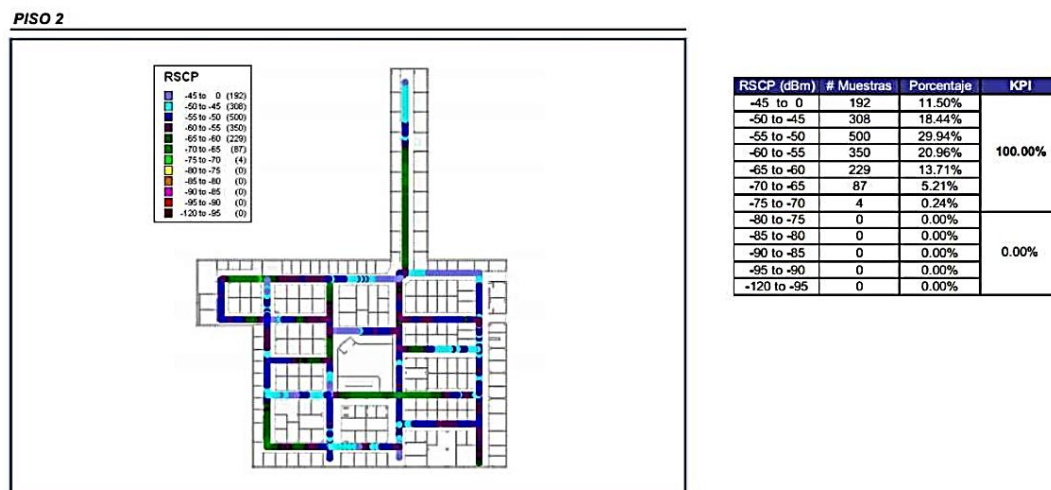 PISO 2
RSCP
-45 to 0 (192)
-50 to -45 (308)
-55 to -50 (500)
-60 to -55 (350)
-65 to -60 (229)
-70 to -65 (87)
-75 to -70 (4)
-80 to -75 (0)
-85 to -80 (0)
-90 to -85 (0)
-95 to -90 (0)
-120 to -95 (0)
RSCP (dBm) # Muestras Porcentaje KPI
-45 to 0 192 11.50%
-50 to -45 308 18.44%
-55 to -50 500 29.94%
-60 to -55 350 20.96% 100.00%
-65 to -60 229 13.71%
-70 to -65 87 5.21%
-75 to -70 4 0.24%
-80 to -75 0 0.00%
-85 to -80 0 0.00%
-90 to -85 0 0.00% 0.00%
-95 to -90 0 0.00%
-120 to -95 0 0.00%